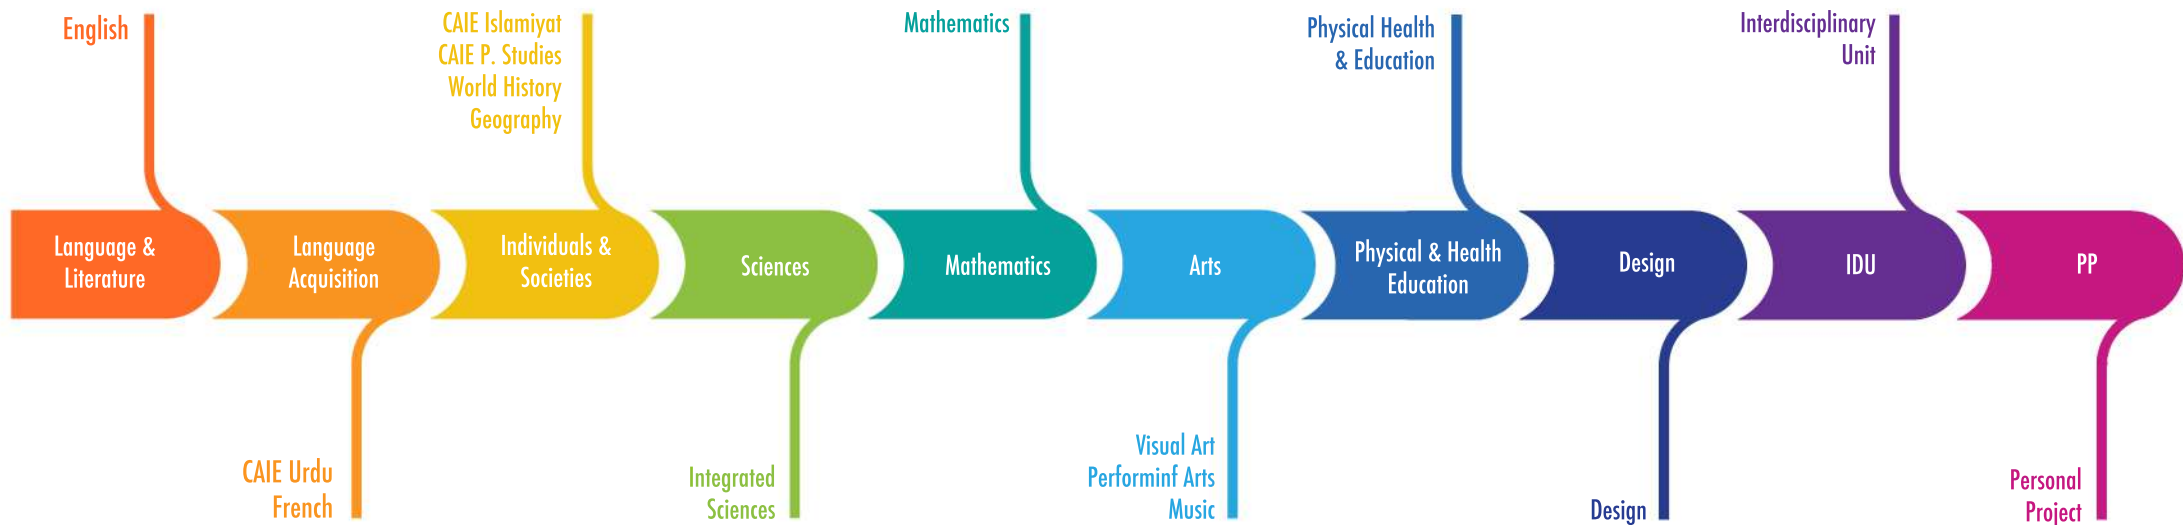 English
CAIE Islamiyat
CAIE P. Studies
World History
Geography
Mathematics
Physical Health
& Education
Interdisciplinary
Unit
Language &
Literature
Language
Acquisition
Individuals &
Societies
Sciences
Mathematics
Arts
Physical & Health
Education
Design
IDU
PP
CAIE Urdu
French
Integrated
Sciences
Visual Art
Performinf Arts
Music
Design
Personal
Project